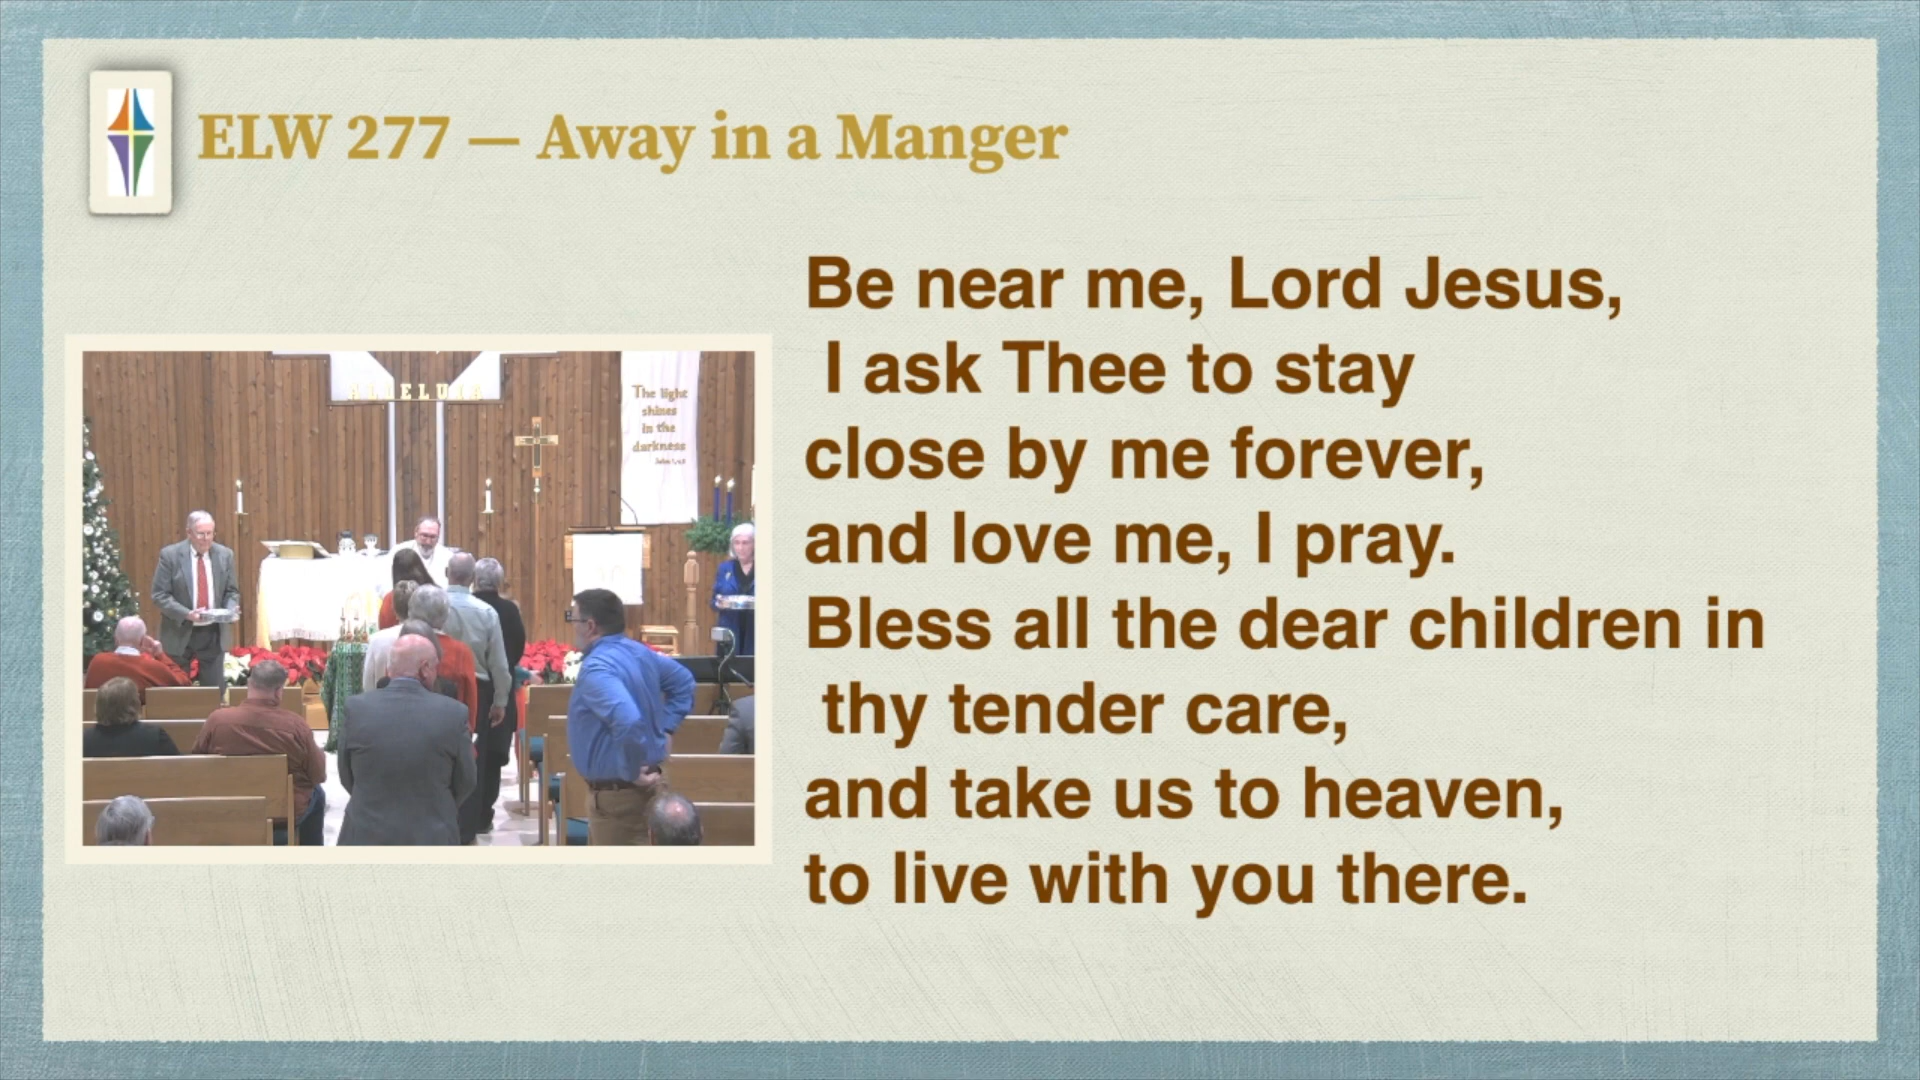 ELW 277 — Away in a Manger
Be near me, Lord Jesus,
I ask Thee to stay
close by me forever,
and love me, I pray.
Bless all the dear children in
thy tender care,
and take us to heaven,
to live with you there.
ALLELUIA
The light
shines
in the
darkness